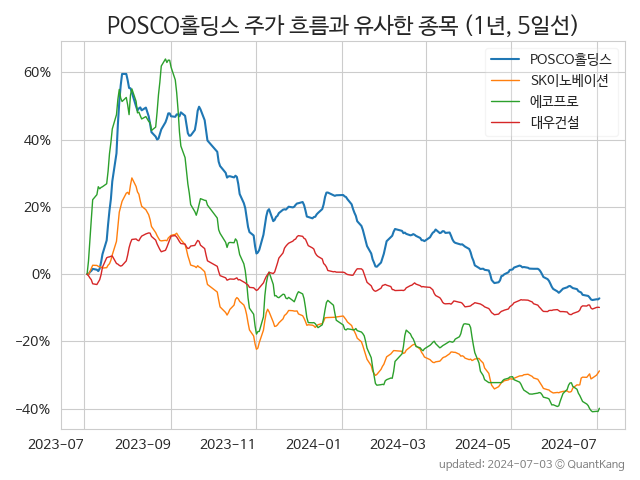 POSCO홀딩스 주가 흐름과 유사한 종목 (1년, 5일선)
POSCO홀딩스
SK이노베이션
에코프로
대우건설
60%
40%
20%
0%
−20%
−40%
2023-07 2023-09 2023-11 2024-01 2024-03 2024-05 2024-07
updated: 2024-07-03 © QuantKang